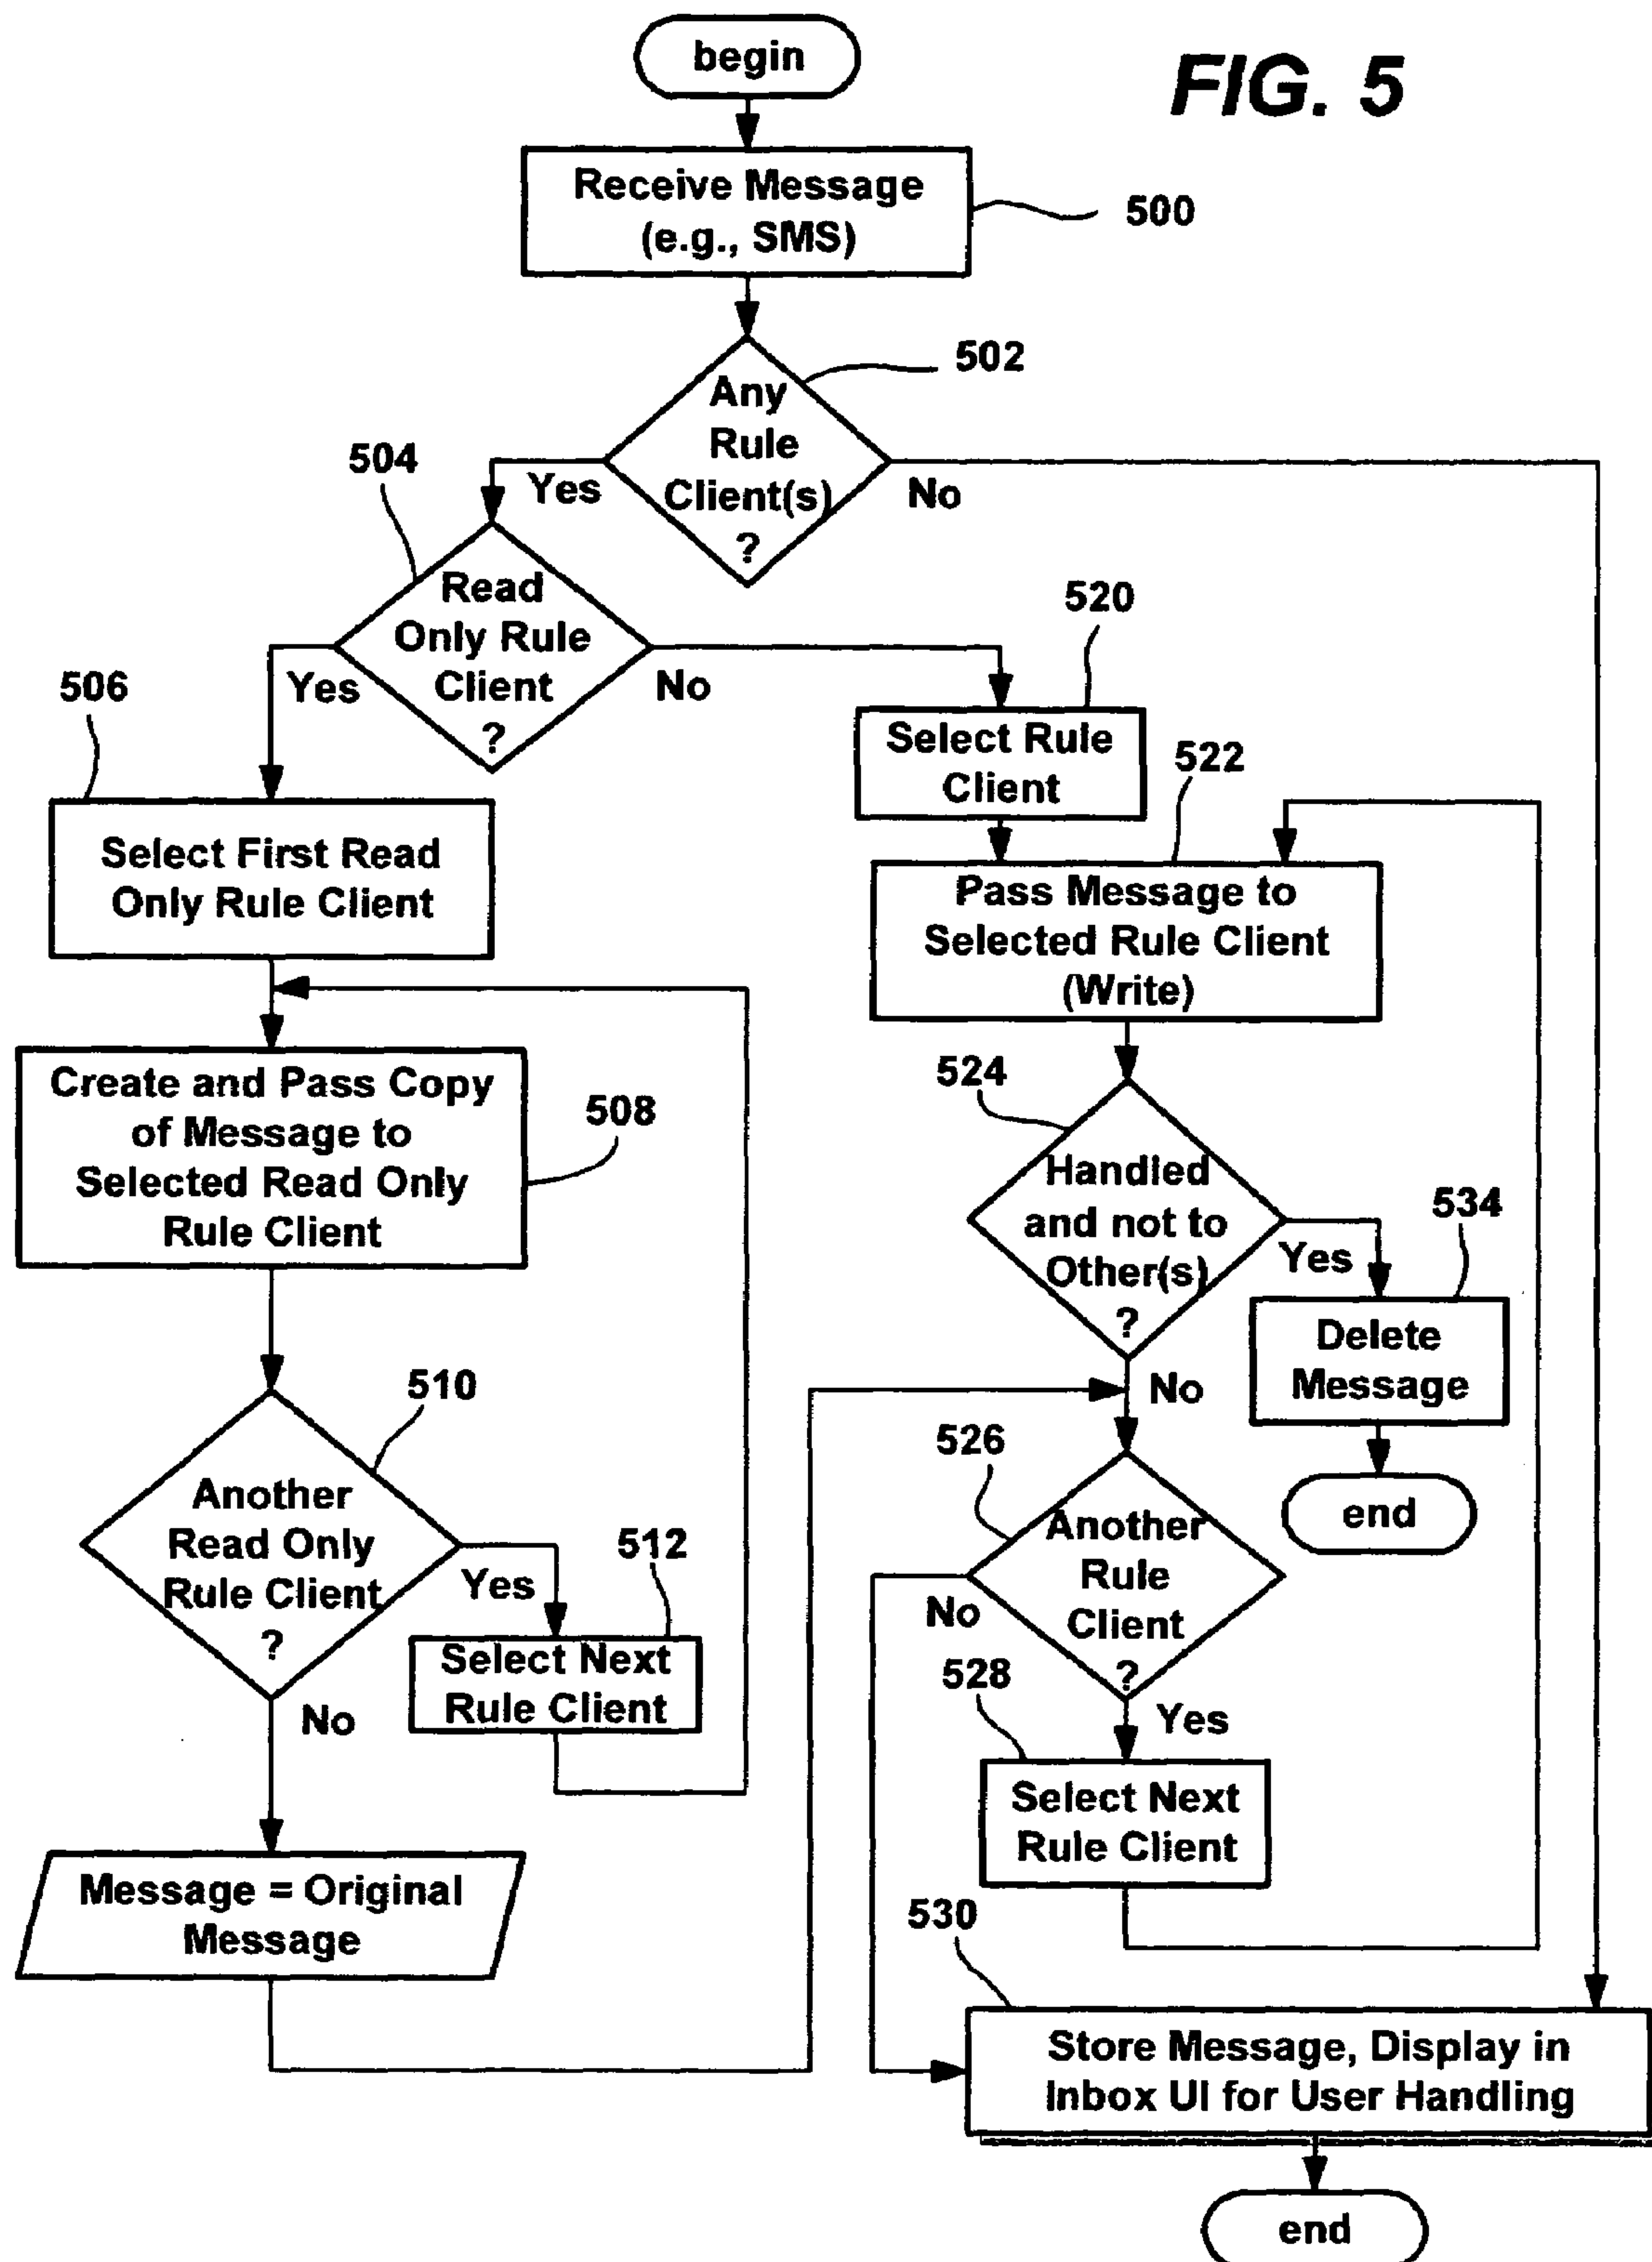 begin
FIG. 5
Receive Message
(e.g., SMS)
500
502
Any
Rule
Client(s)
?
Yes
No
504
Read
Only Rule
Client
?
Yes
No
506
Select First Read
Only Rule Client
520
Select Rule
Client
522
Pass Message to
Selected Rule Client
(Write)
Create and Pass Copy
of Message to
Selected Read Only
Rule Client
508
524
Handled
and not to
Other(s)
?
Yes
No
534
Delete
Message
end
510
Another
Read Only
Rule Client
?
Yes
No
512
Select Next
Rule Client
526
Another
Rule
Client
?
No
Yes
528
Select Next
Rule Client
Message = Original
Message
530
Store Message, Display in
Inbox UI for User Handling
end